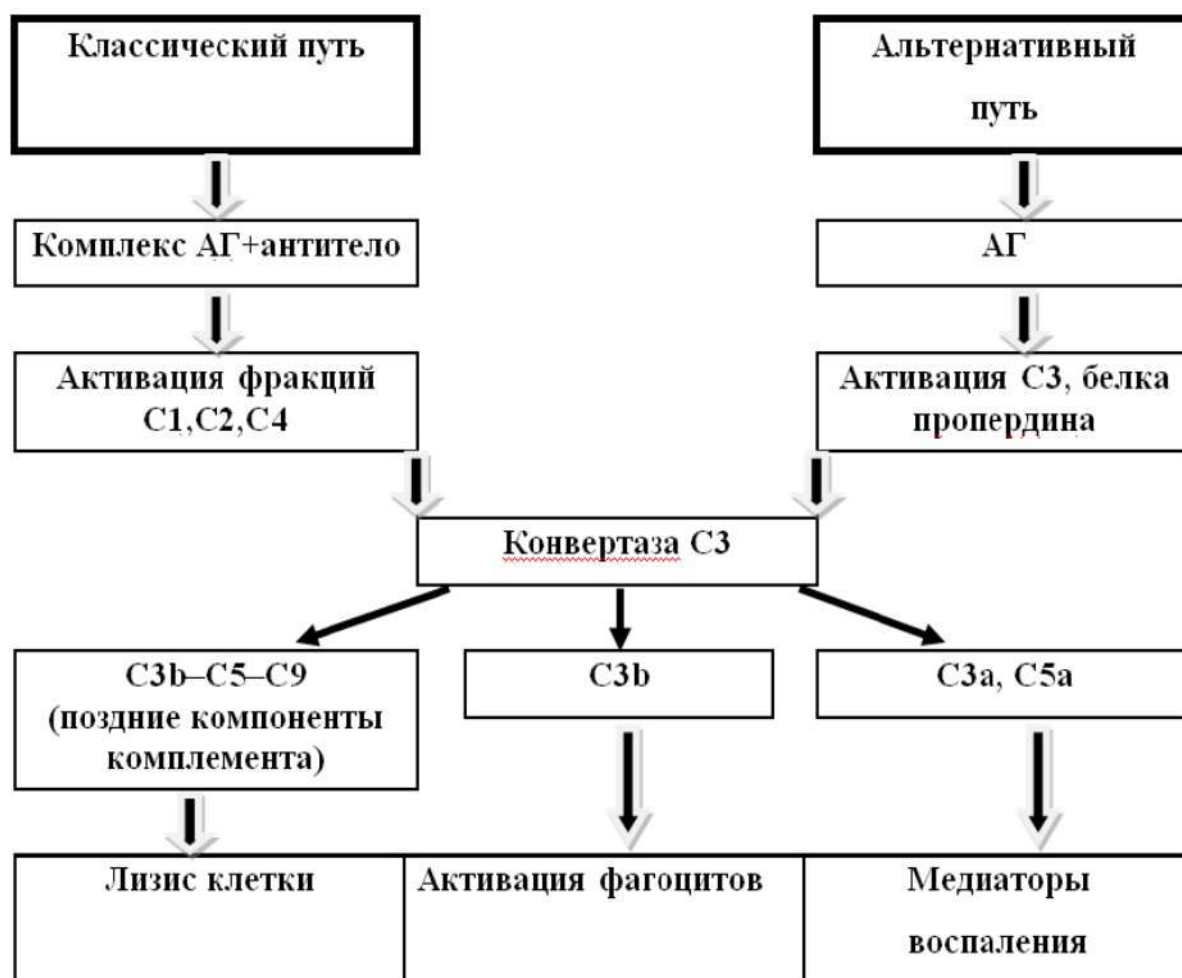 Классический путь
Альтернативный
путь
Комплекс АГ+антитело
АГ
Активация фракций
С1,С2,С4
Активация С3, белка
пропердина
Конвертаза С3
С3b–С5–С9
(поздние компоненты
комплемента)
С3b
С3а, С5а
Лизис клетки
Активация фагоцитов
Медиаторы
воспаления